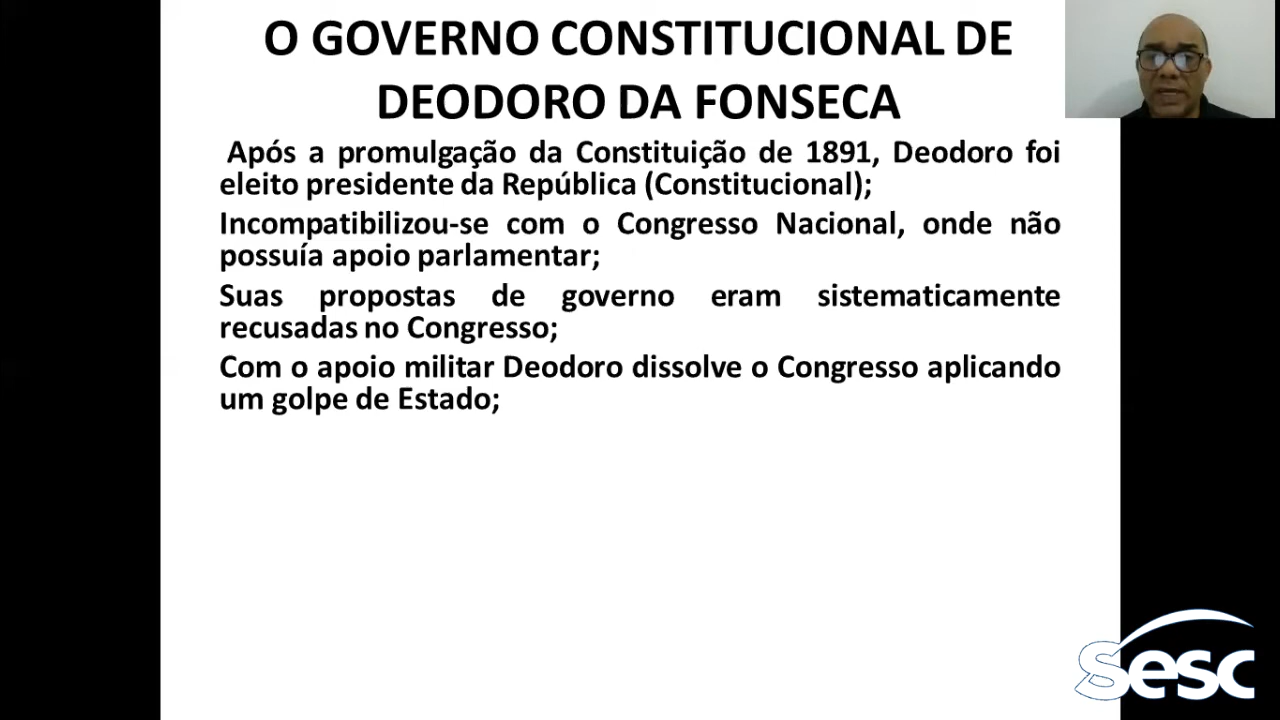 O GOVERNO CONSTITUCIONAL DE
DEODORO DA FONSECA
Após a promulgação da Constituição de 1891, Deodoro foi
eleito presidente da República (Constitucional);
Incompatibilizou-se com o Congresso Nacional, onde não
possuía apoio parlamentar;
Suas propostas de governo eram sistematicamente
recusadas no Congresso;
Com o apoio militar Deodoro dissolve o Congresso aplicando
um golpe de Estado;
Sesc